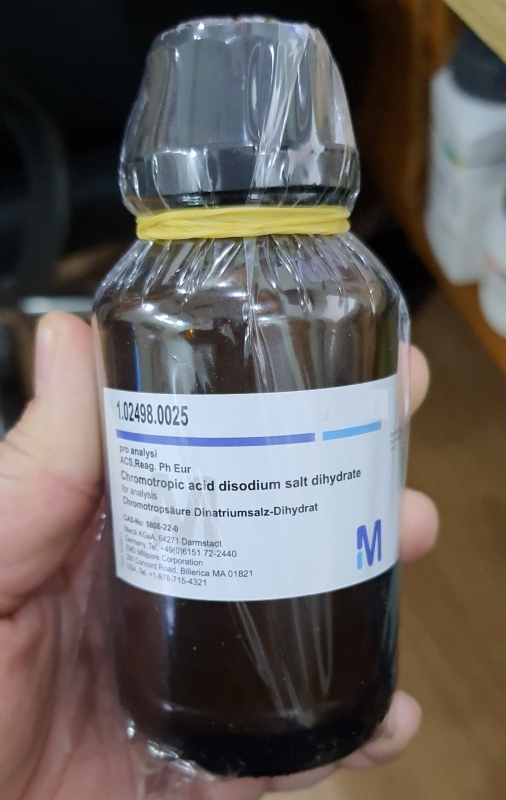 1.02498.0025
pro analysi
ACS,Reag. Ph Eur
Chromotropic acid disodium salt dihydrate
for analysis
Chromotropsäure Dinatriumsalz-Dihydrat
CAS-No: 5808-22-0
Merck KGaA, 64271 Darmstadt
Germany, Tel. +49(0)6151 72-2440
EMD Millipore Corporation
290 Concord Road, Billerica MA 01821
USA, Tel. +1-978-715-4321
M